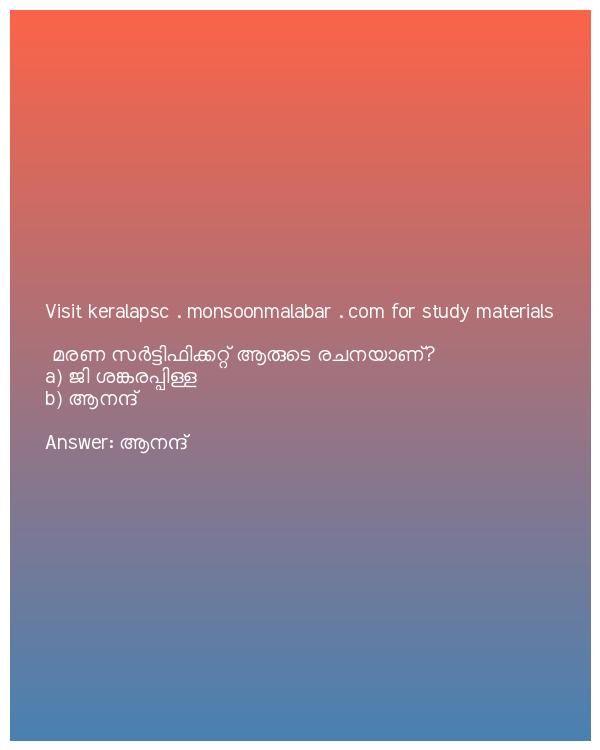 Visit keralapsc . monsoonmalabar . com for study materials
മരണ സർട്ടിഫിക്കറ്റ് ആരുടെ രചനയാണ്?
a) ജി ശങ്കരപ്പിള്ള
b) ആനന്ദ്
Answer: ആനന്ദ്